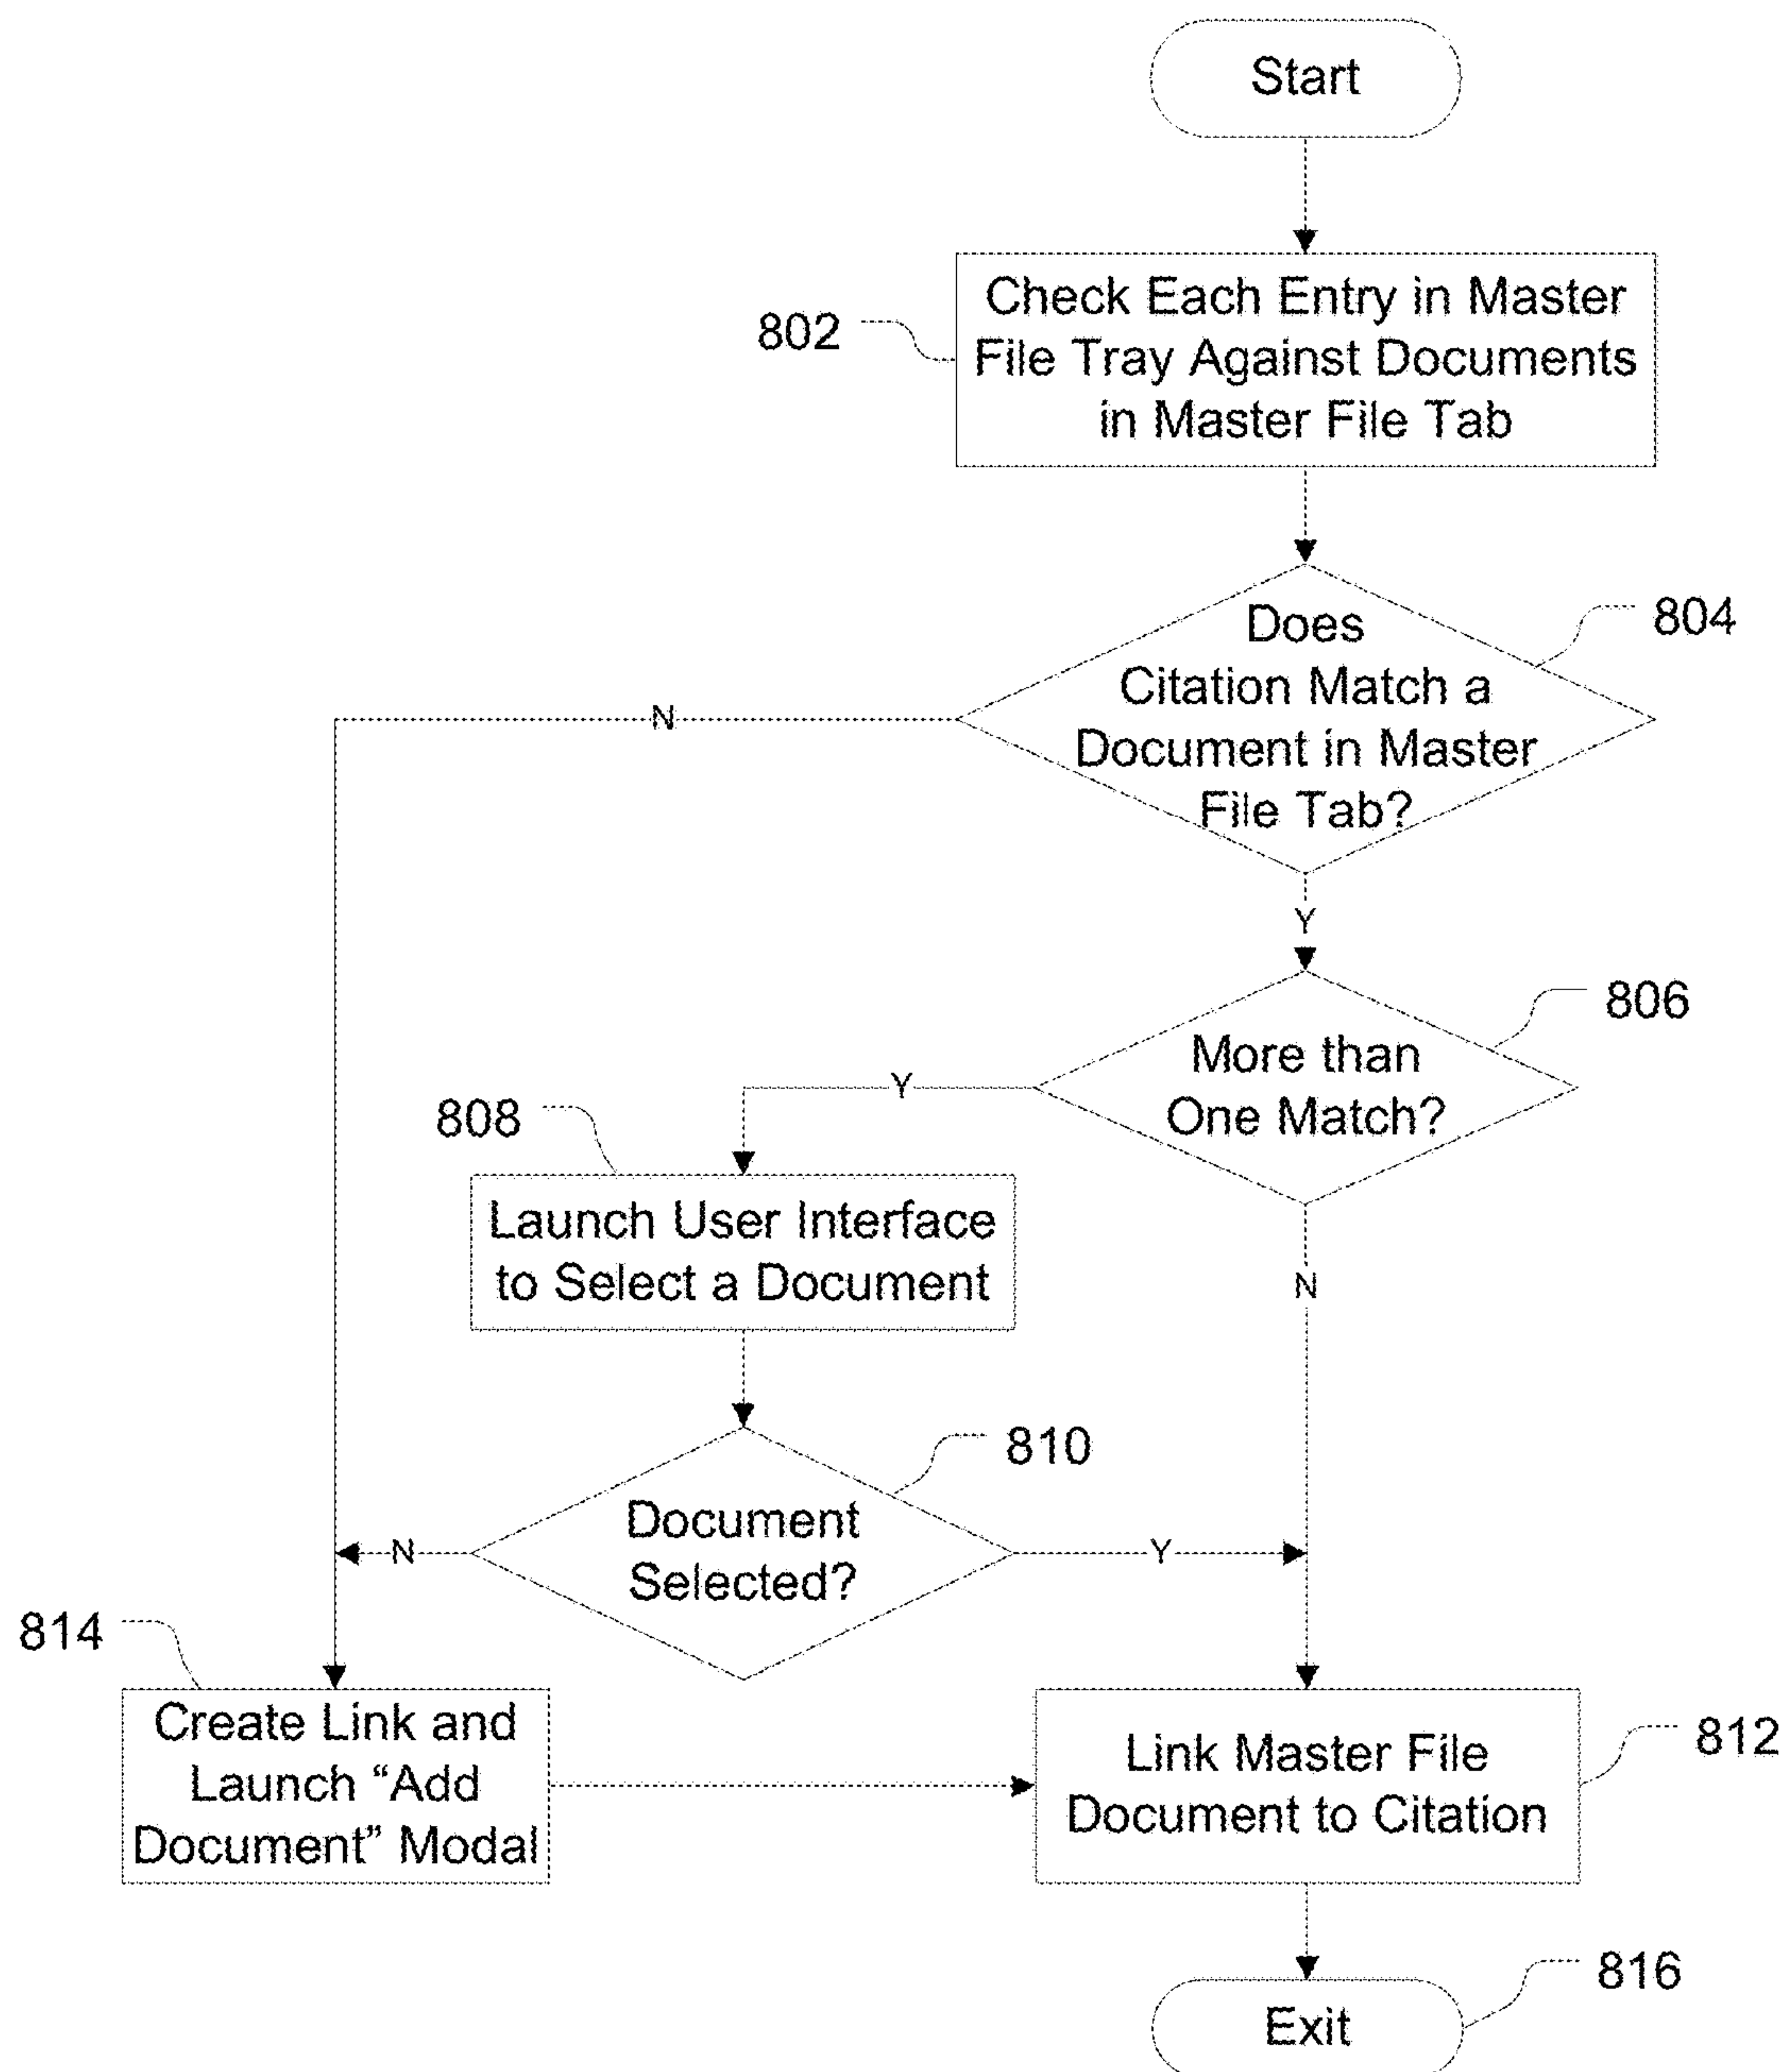 Start
802
Check Each Entry in Master
File Tray Against Documents
in Master File Tab
804
Does
Citation Match a
Document in Master
File Tab?
N
Y
806
More than
One Match?
Y
808
Launch User Interface
to Select a Document
N
810
Document
Selected?
N
Y
814
Create Link and
Launch “Add
Document” Modal
812
Link Master File
Document to Citation
816
Exit